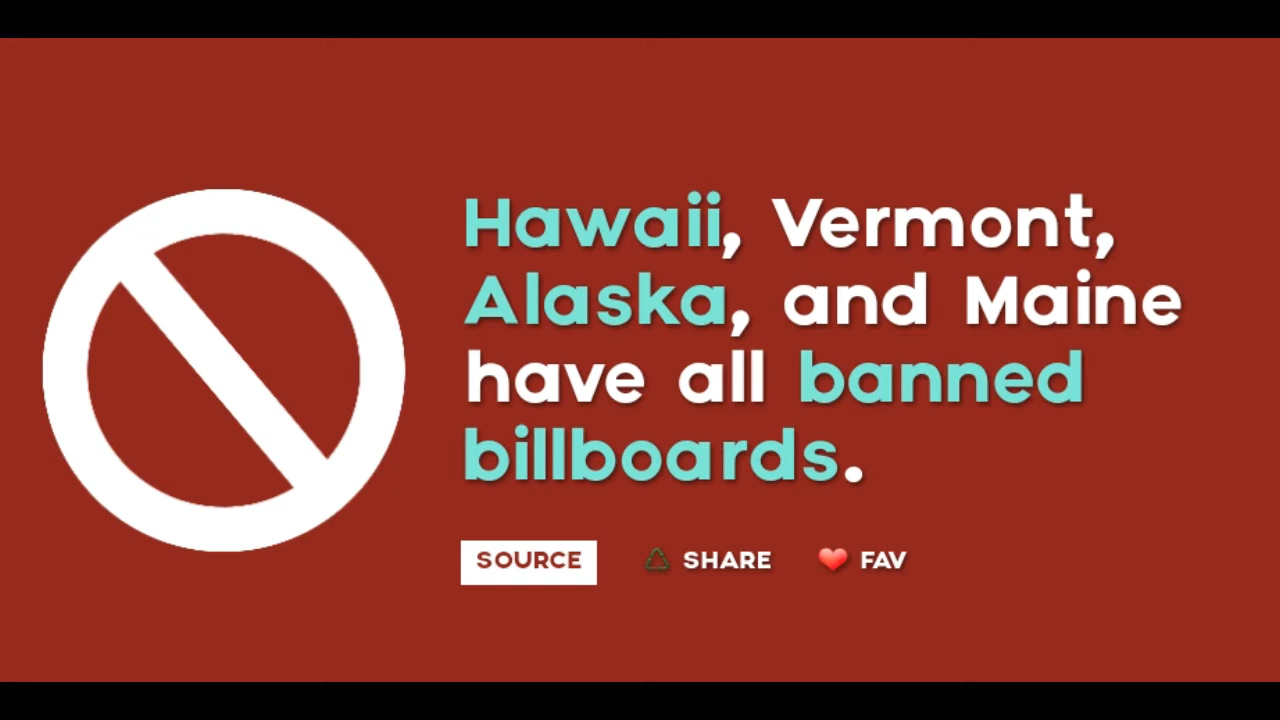 Hawaii, Vermont,
Alaska, and Maine
have all banned
billboards.
SOURCE SHARE FAV